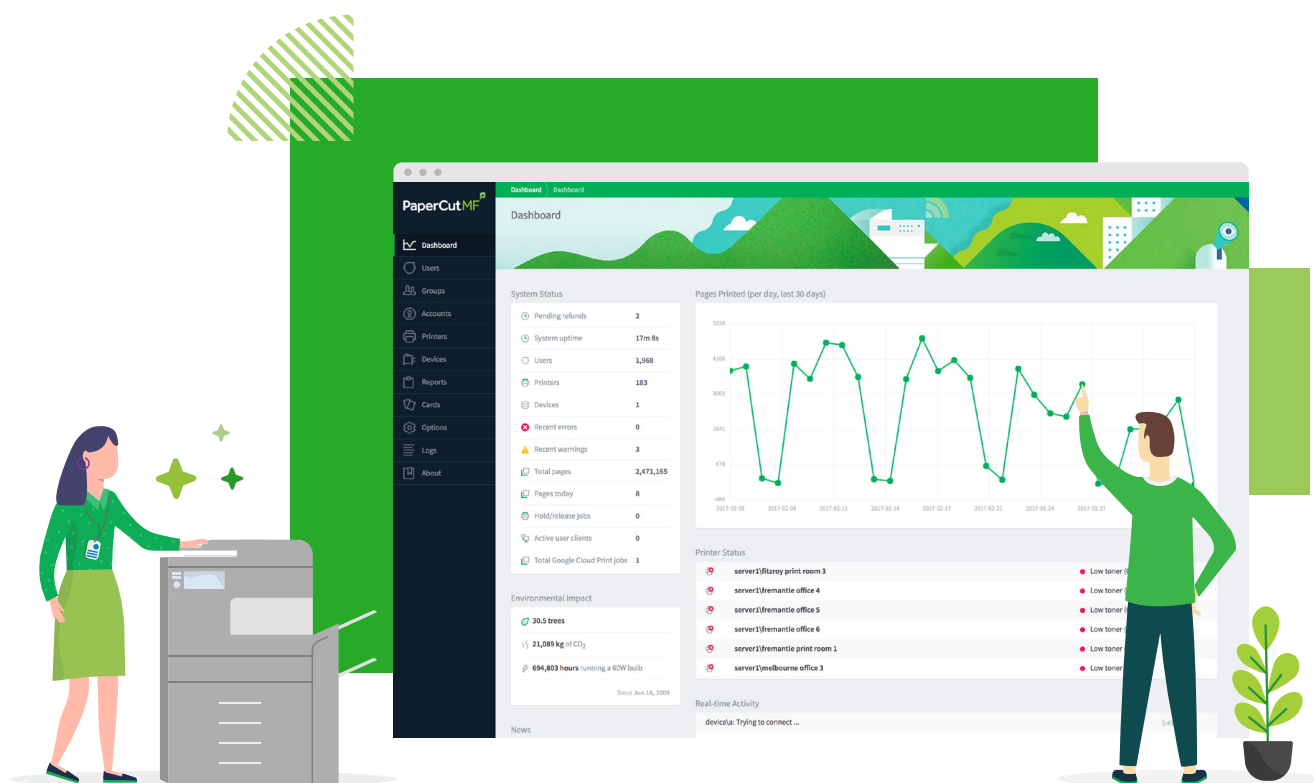 PaperCutMF
Dashboard
Users
Groups
Accounts
Printers
Devices
Reports
Cards
Options
Logs
About
Dashboard Dashboard
Dashboard
System Status
Pending refunds 2
System uptime 17m 8s
Users 1,968
Printers 183
Devices 1
Recent errors 0
Recent warnings 3
Total pages 2,471,165
Pages today 8
Hold/release jobs 0
Active user clients 0
Total Google Cloud Print jobs 1
Environmental Impact
30.5 trees
21,089 kg of CO2
694,803 hours running a 60W bulb
Since Jun 18, 2009
News
Pages Printed (per day, last 30 days)
4166
3003
1841
678
-484
2017-02-08 2017-02-11 2017-02-14 2017-02-17 2017-02-21 2017-02-24 2017-02-27
Printer Status
server1\fitzroy print room 3 Low toner
server1\fremantle office 4 Low toner
server1\fremantle office 5 Low toner
server1\fremantle office 6 Low toner
server1\fremantle print room 1 Low toner
server1\melbourne office 3 Low toner
Real-time Activity
device\a: Trying to connect ...